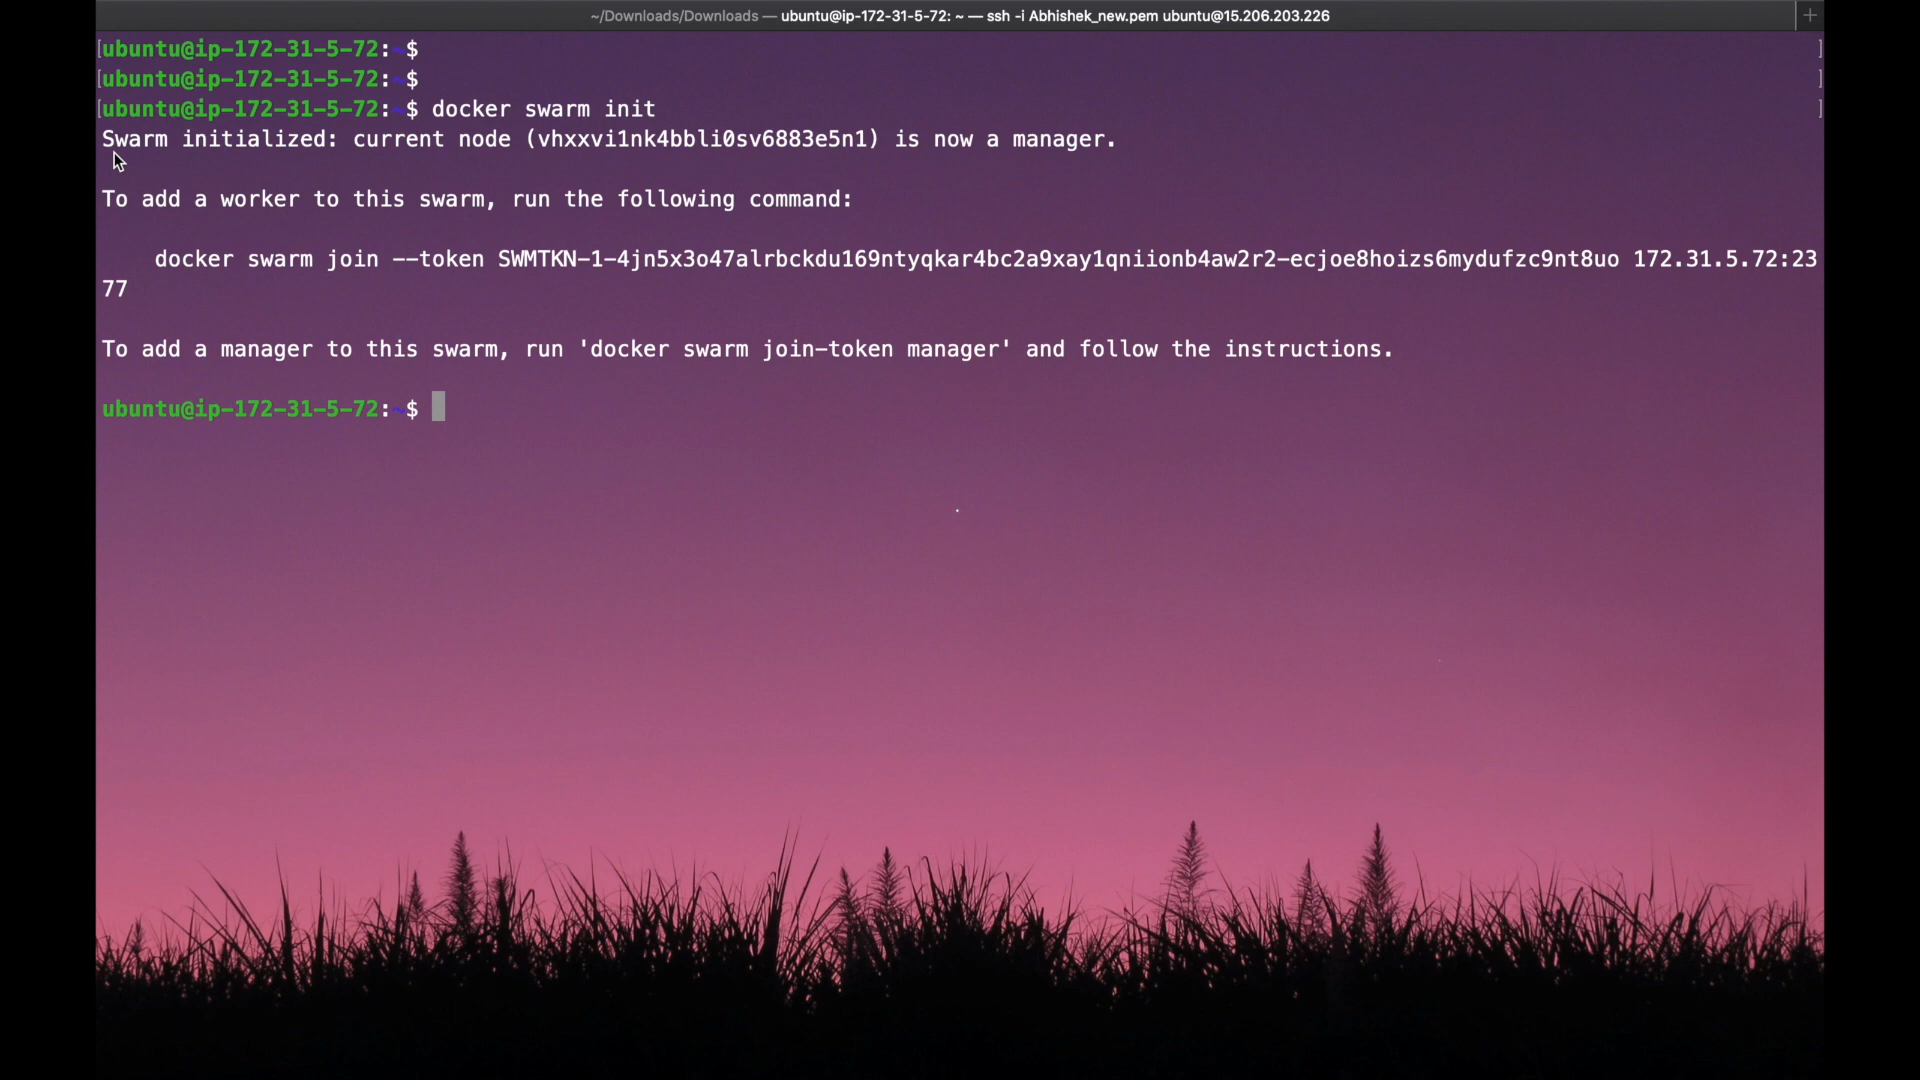 ~/Downloads/Downloads — ubuntu@ip-172-31-5-72: ~ — ssh -i Abhishek_new.pem ubuntu@15.206.203.226
[ubuntu@ip-172-31-5-72:~$ ]
[ubuntu@ip-172-31-5-72:~$ ]
[ubuntu@ip-172-31-5-72:~$ docker swarm init ]
Swarm initialized: current node (vhxxvi1nk4bbli0sv6883e5n1) is now a manager.
To add a worker to this swarm, run the following command:
docker swarm join --token SWMTKN-1-4jn5x3o47alrbckdu169ntyqkar4bc2a9xay1qniionb4aw2r2-ecjoe8hoizs6mydufzc9nt8uo 172.31.5.72:23
77
To add a manager to this swarm, run 'docker swarm join-token manager' and follow the instructions.
ubuntu@ip-172-31-5-72:~$